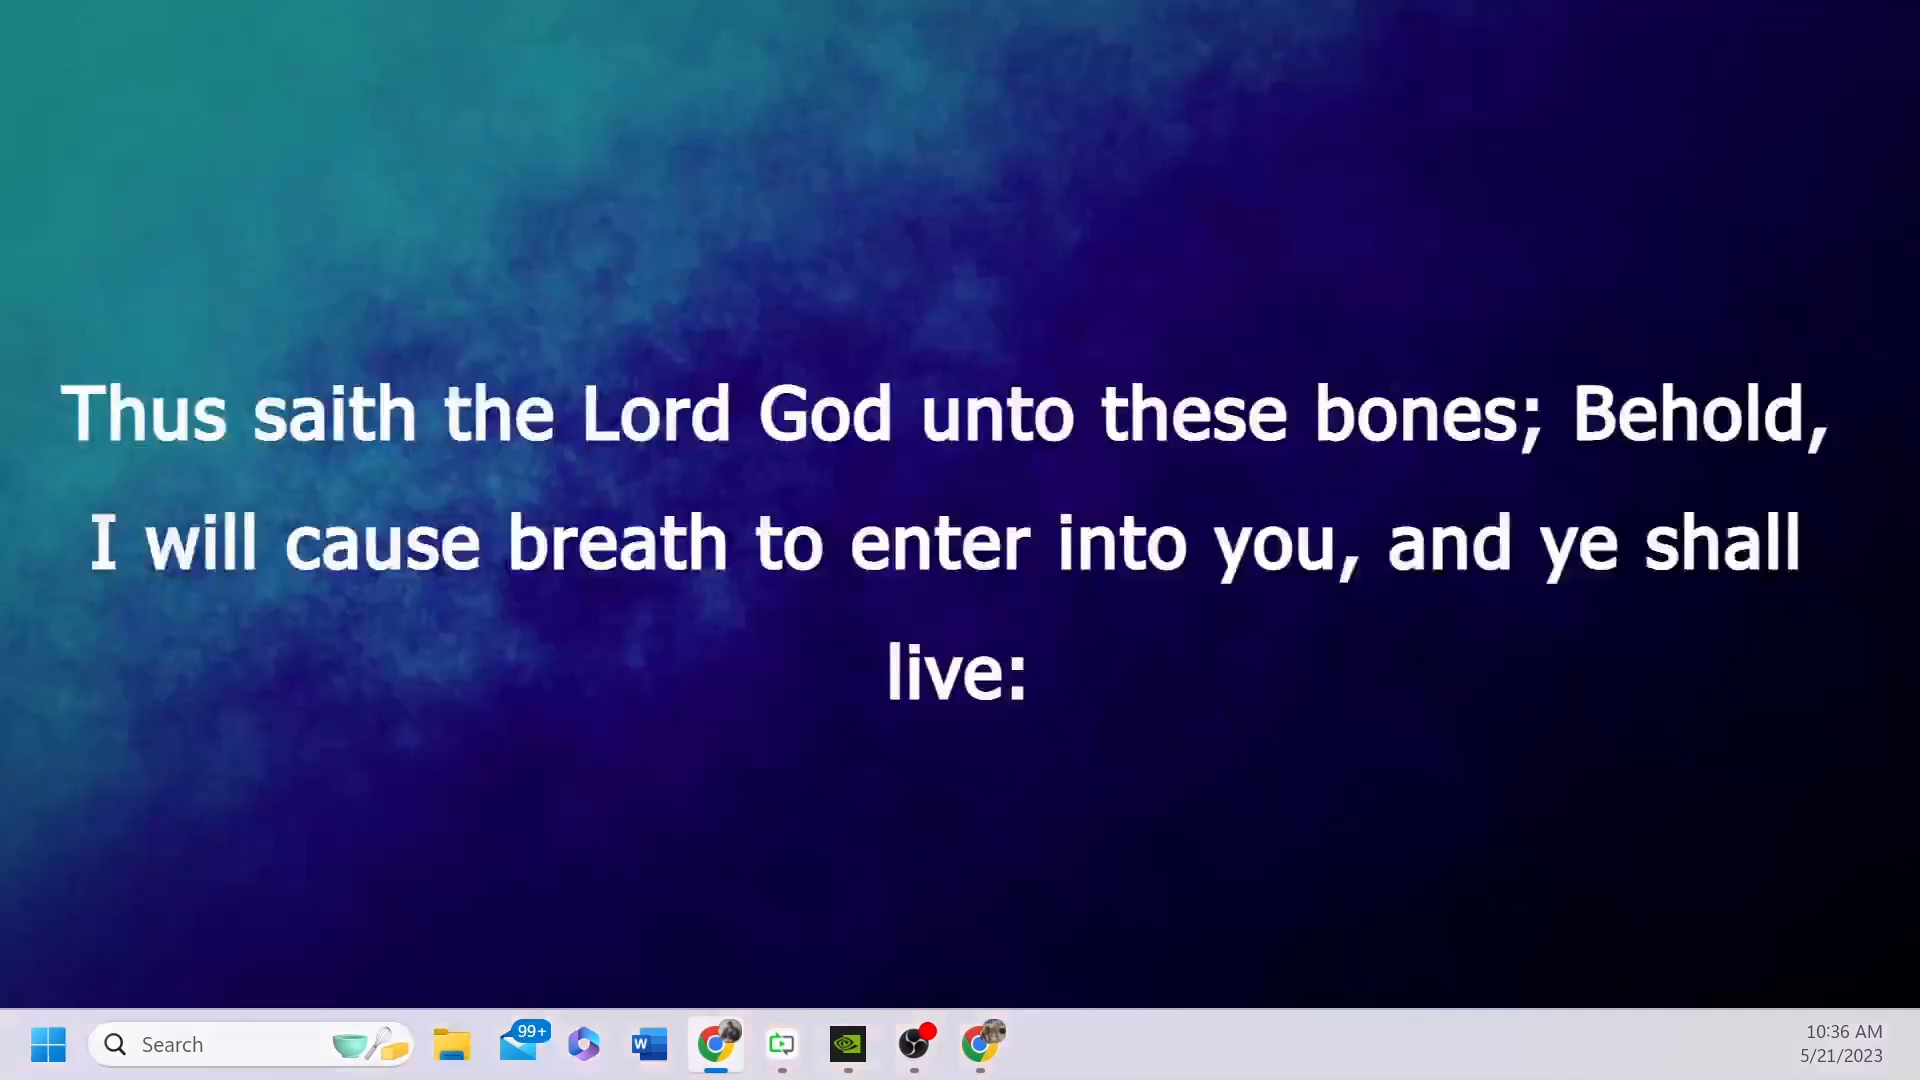 Thus saith the Lord God unto these bones; Behold,
I will cause breath to enter into you, and ye shall
live:
Search
99+
W
10:36 AM
5/21/2023